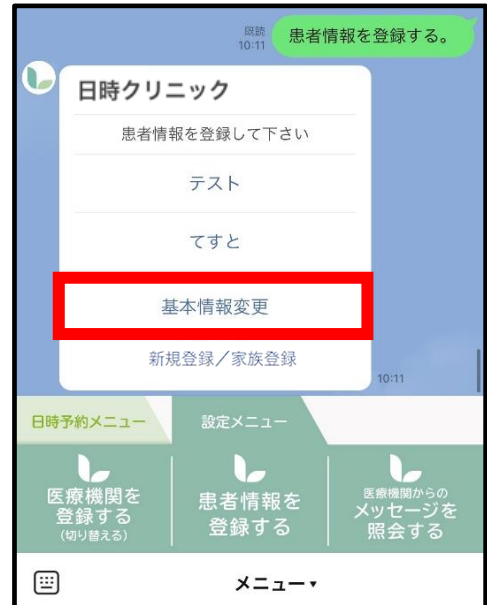 既読
10:11
患者情報を登録する。
日時クリニック
患者情報を登録して下さい
テスト
てすと
基本情報変更
新規登録／家族登録
10:11
日時予約メニュー
設定メニュー
医療機関を
登録する
(切り替える)
患者情報を
登録する
医療機関からの
メッセージを
照会する
メニュー▾